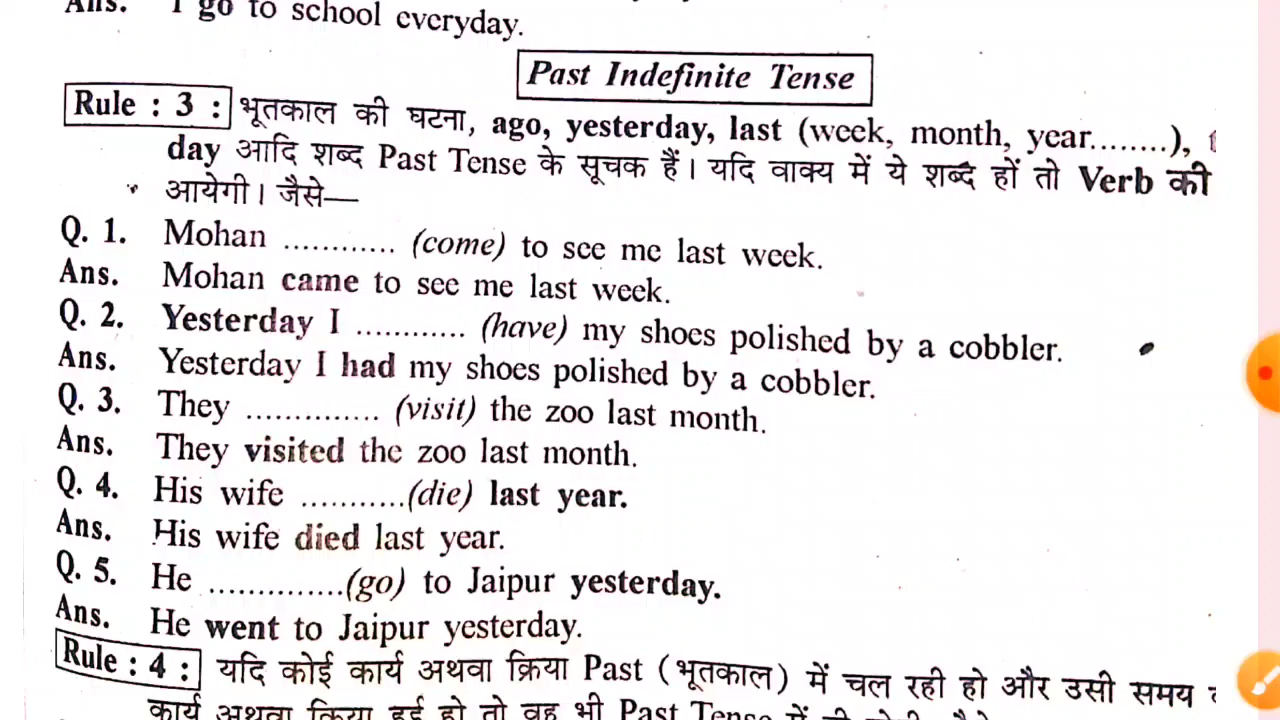 Ans. I go to school everyday.
Past Indefinite Tense
Rule : 3 : भूतकाल की घटना, ago, yesterday, last (week, month, year........),
day आदि शब्द Past Tense के सूचक हैं। यदि वाक्य में ये शब्द हों तो Verb की
आयेगी। जैसे—
Q. 1. Mohan ............ (come) to see me last week.
Ans. Mohan came to see me last week.
Q. 2. Yesterday I ............ (have) my shoes polished by a cobbler.
Ans. Yesterday I had my shoes polished by a cobbler.
Q. 3. They .............. (visit) the zoo last month.
Ans. They visited the zoo last month.
Q. 4. His wife ...........(die) last year.
Ans. His wife died last year.
Q. 5. He ..............(go) to Jaipur yesterday.
Ans. He went to Jaipur yesterday.
Rule : 4 : यदि कोई कार्य अथवा क्रिया Past (भूतकाल) में चल रही हो और उसी समय
कार्य अथवा क्रिया हुई हो तो वह भी Past Tense में